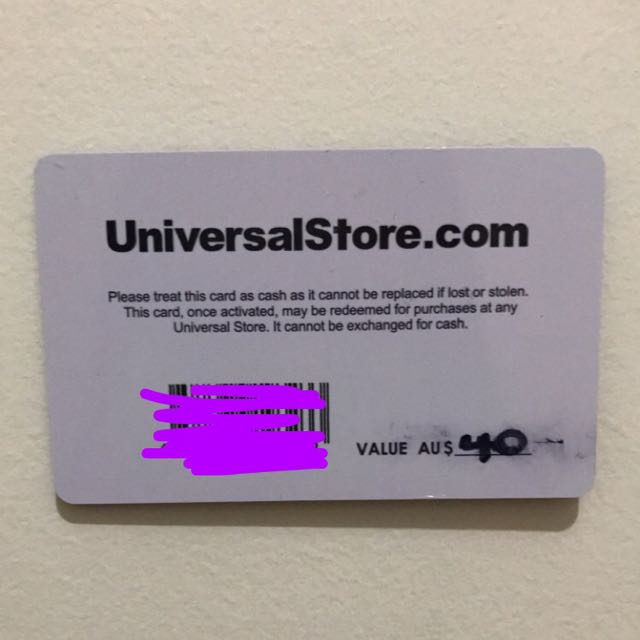 UniversalStore.com
Please treat this card as cash as it cannot be replaced if lost or stolen.
This card, once activated, may be redeemed for purchases at any
Universal Store. It cannot be exchanged for cash.
VALUE AU$ 40